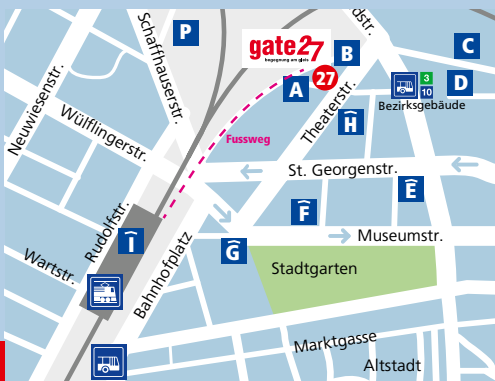 P
gate27
begegnung am gleis
dstr.
B
C
A
27
D
3
10
Bezirksgebäude
Schaffhauserstr.
Neuwiesenstr.
Wülflingerstr.
Theaterstr.
H
Fussweg
St. Georgenstr.
E
F
Rudolfstr.
I
G
Museumstr.
Bahnhofplatz
Wartstr.
Stadtgarten
Marktgasse
Altstadt